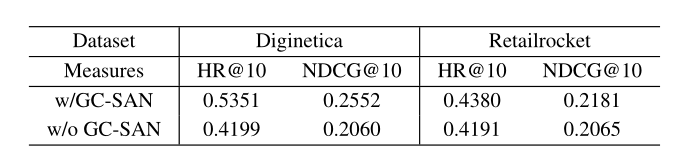 Dataset Diginetica Retailrocket
Measures HR@10 NDCG@10 HR@10 NDCG@10
w/GC-SAN 0.5351 0.2552 0.4380 0.2181
w/o GC-SAN 0.4199 0.2060 0.4191 0.2065